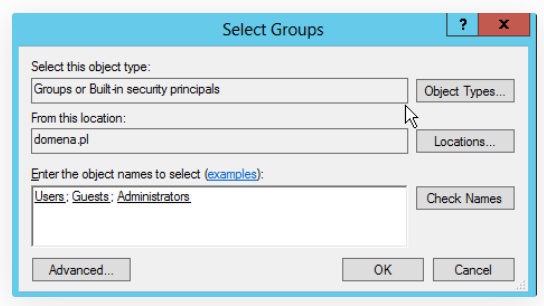 Select Groups
? x
Select this object type:
Groups or Built-in security principals
Object Types...
From this location:
domena.pl
Locations...
Enter the object names to select (examples):
Users; Guests; Administrators
Check Names
Advanced...
OK
Cancel